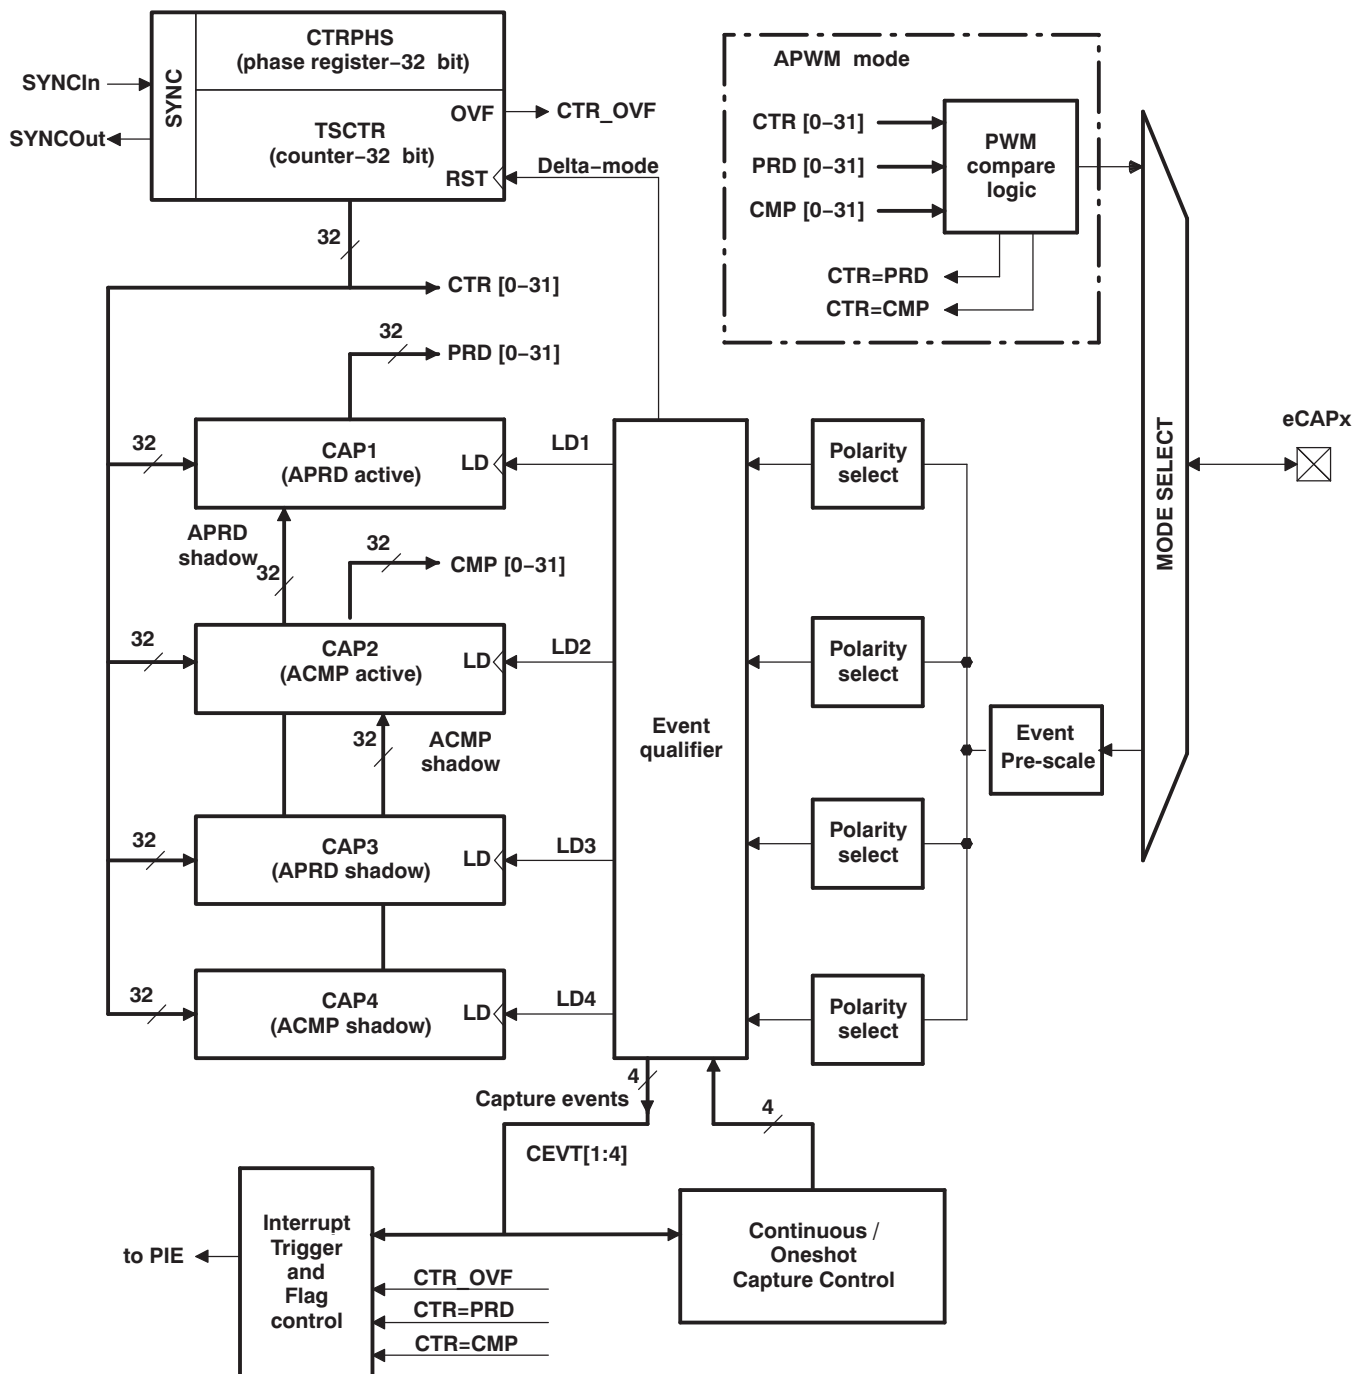 CTRPHS
(phase register−32 bit)
SYNCIn
SYNC
OVF
CTR_OVF
SYNCOut
TSCTR
(counter−32 bit)
RST
Delta−mode
32
CTR [0−31]
32
PRD [0−31]
APWM mode
CTR [0−31]
PRD [0−31]
CMP [0−31]
PWM
compare
logic
CTR=PRD
CTR=CMP
MODE SELECT
eCAPx
32
CAP1
(APRD active)
LD
LD1
Polarity
select
APRD
shadow
32
32
CMP [0−31]
32
CAP2
(ACMP active)
LD
LD2
Polarity
select
32
ACMP
shadow
Event
qualifier
Event
Pre-scale
32
CAP3
(APRD shadow)
LD
LD3
Polarity
select
32
CAP4
(ACMP shadow)
LD
LD4
Polarity
select
4
Capture events
4
CEVT[1:4]
Interrupt
Trigger
and
Flag
control
to PIE
CTR_OVF
CTR=PRD
CTR=CMP
Continuous /
Oneshot
Capture Control